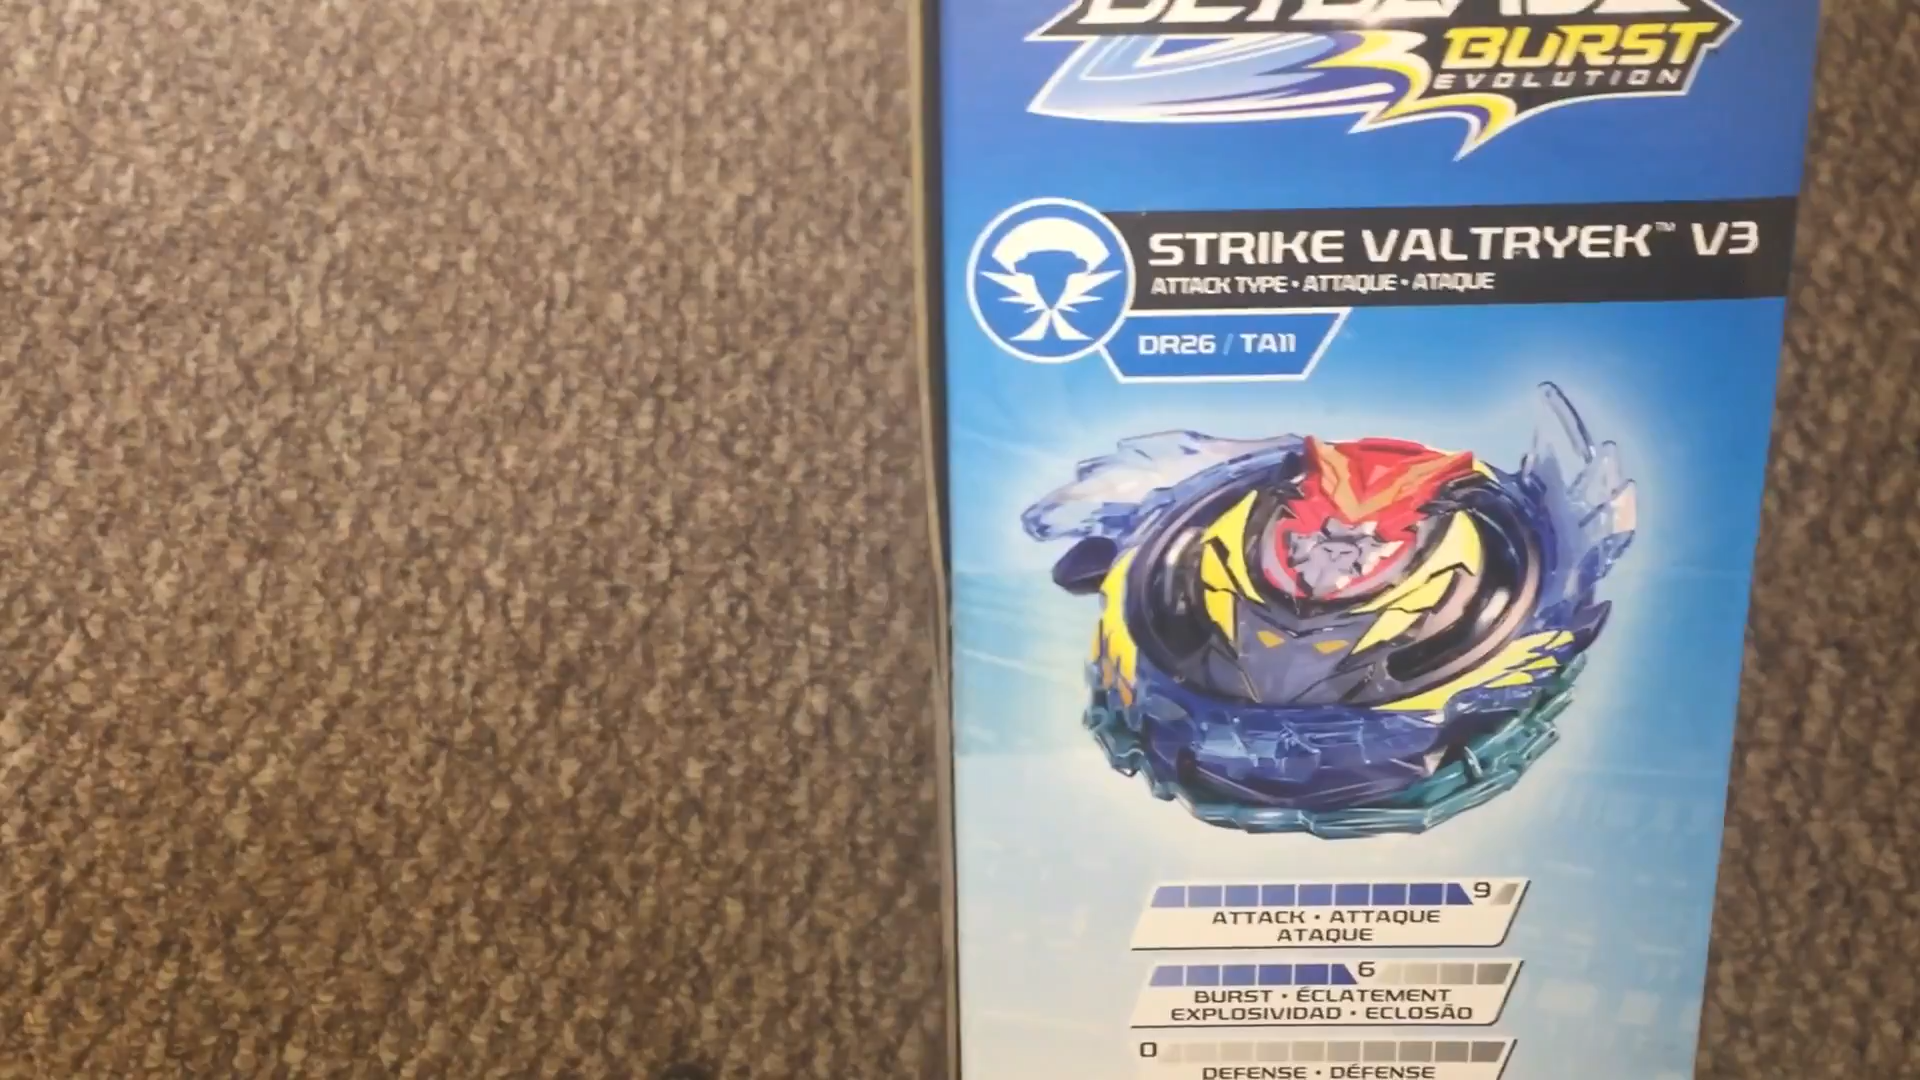 BEYBLADE
BURST
EVOLUTION
STRIKE VALTRYEK™ V3
ATTACK TYPE • ATTAQUE • ATAQUE
DR26 / TA11
9
ATTACK • ATTAQUE
ATAQUE
6
BURST • ÉCLATEMENT
EXPLOSIVIDAD • ECLOSÃO
0
DEFENSE • DÉFENSE